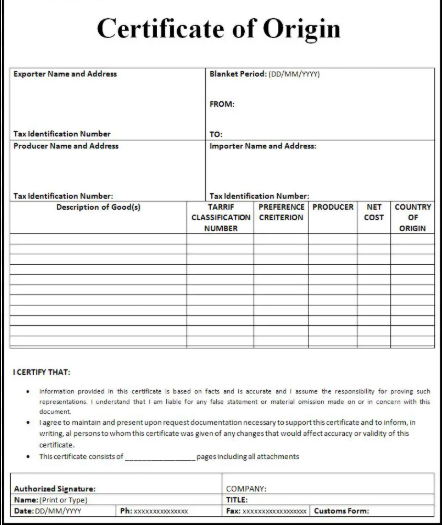 Certificate of Origin
Exporter Name and Address
Blanket Period: (DD/MM/YYYY)
FROM:
Tax Identification Number
TO:
Producer Name and Address
Importer Name and Address:
Tax Identification Number:
Tax Identification Number:
Description of Good(s)
TARRIF
CLASSIFICATION
NUMBER
PREFERENCE
CREITERION
PRODUCER
NET
COST
COUNTRY
OF
ORIGIN
I CERTIFY THAT:
• Information provided in this certificate is based on facts and is accurate and I assume the responsibility for proving such
representations. I understand that I am liable for any false statement or material omission made on or in concern with this
document.
• I agree to maintain and present upon request documentation necessary to support this certificate and to inform, in
writing, al persons to whom this certificate was given of any changes that would affect accuracy or validity of this
certificate.
• This certificate consists of __________________ pages including all attachments
Authorized Signature:
COMPANY:
Name: (Print or Type)
TITLE:
Date: DD/MM/YYYY
Ph: xxxxxxxxxxxxxxx
Fax: xxxxxxxxxxxxxxxxxx
Customs Form: